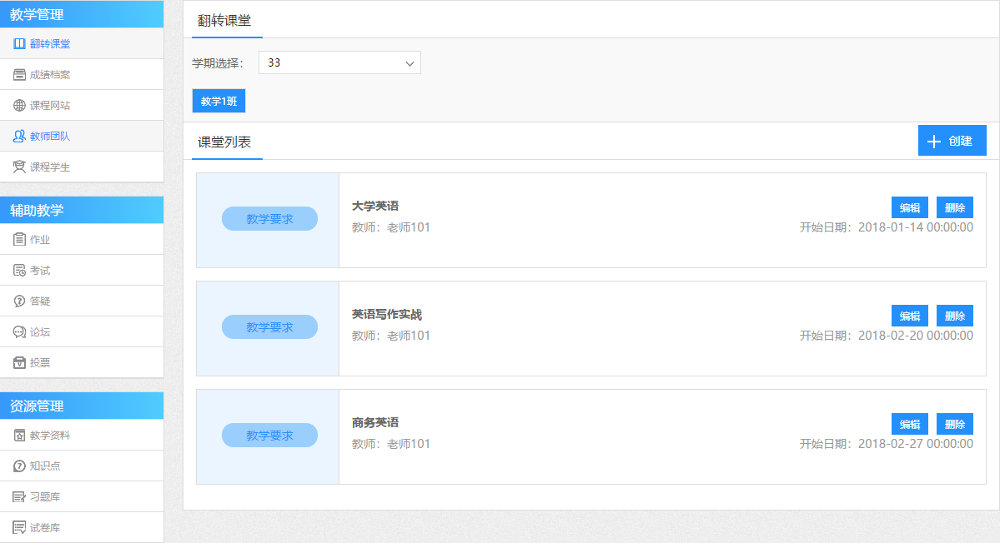 教学管理
翻转课堂
成绩档案
课程网站
教师团队
课程学生
辅助教学
作业
考试
答疑
论坛
投票
资源管理
教学资料
知识点
习题库
试卷库
翻转课堂
学期选择： 33
教学1班
课堂列表
创建
教学要求
大学英语
教师：老师101
编辑 删除
开始日期：2018-01-14 00:00:00
教学要求
英语写作实战
教师：老师101
编辑 删除
开始日期：2018-02-20 00:00:00
教学要求
商务英语
教师：老师101
编辑 删除
开始日期：2018-02-27 00:00:00